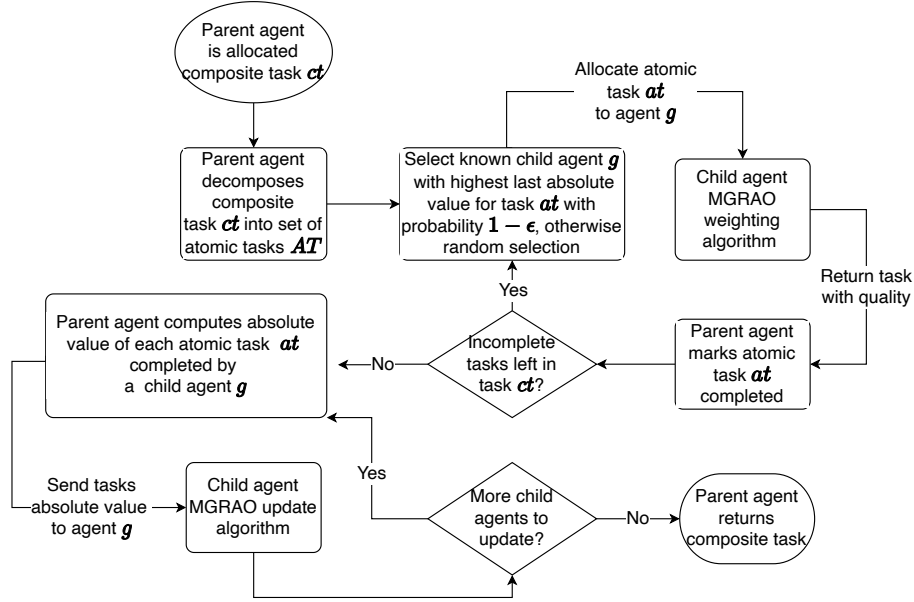 Parent agent
is allocated
composite task ct
Parent agent
decomposes
composite
task ct into set of
atomic tasks AT
Select known child agent g
with highest last absolute
value for task at with
probability 1 − ϵ, otherwise
random selection
Allocate atomic
task at
to agent g
Child agent
MGRAO
weighting
algorithm
Return task
with quality
Parent agent
marks atomic
task at
completed
Incomplete
tasks left in
task ct?
Yes
No
Parent agent computes absolute
value of each atomic task at
completed by
a child agent g
Send tasks
absolute value
to agent g
Child agent
MGRAO update
algorithm
More child
agents to
update?
Yes
No
Parent agent
returns
composite task